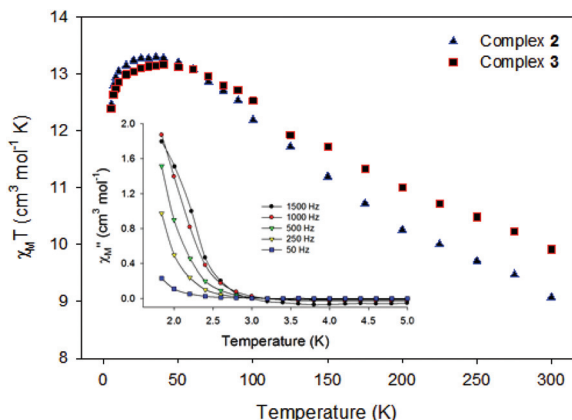 14
13
12
11
10
9
8
χMT (cm3 mol-1 K)
Complex 2
Complex 3
2.0
1.6
1.2
0.8
0.4
0.0
χM'' (cm3 mol-1)
1500 Hz
1000 Hz
500 Hz
250 Hz
50 Hz
2.0 2.5 3.0 3.5 4.0 4.5 5.0
Temperature (K)
0 50 100 150 200 250 300
Temperature (K)